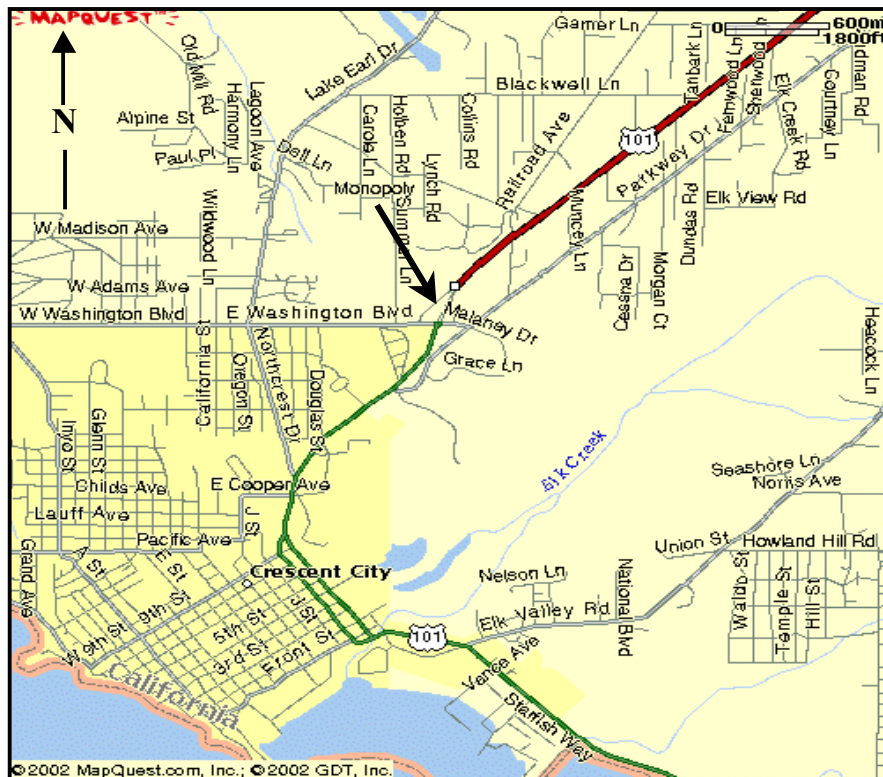 MAPQUEST
N
0 600m
1800ft
Garner Ln
Old Mill Rd
Lake Earl Dr
Tanbark Ln
Fernwood Ln
Sherwood
Elk Creek Rd
Courtney Ln
idman Rd
Harmony Ln
Lagoon Ave
Blackwell Ln
Alpine St
Carole Ln
Holben Rd
Collins Rd
Railroad Ave
101
Parkway Dr
Paul Pl
Dall Ln
Lynch Rd
Monopoly
Summer Ln
Muncey Ln
Dundas Rd
Elk View Rd
W Madison Ave
Wildwood Ln
W Adams Ave
Cessna Dr
Morgan Ct
W Washington Blvd
E Washington Blvd
Malaney Dr
Heacock Ln
California St
Oregon St
Northcrest Dr
Grace Ln
Douglas St
Inyo St
Glenn St
Elk Creek
Seashore Ln
Norris Ave
Childs Ave
E Cooper Ave
Lauff Ave
J St
Pacific Ave
Union St
Howland Hill Rd
Grand Ave
A St
E St
Crescent City
Nelson Ln
National Blvd
Waldo St
Temple St
Hill St
9th St
W 9th St
5th St
J St
3rd St
Front St
101
Elk Valley Rd
Vance Ave
California
Starfish Way
©2002 MapQuest.com, Inc.; ©2002 GDT, Inc.